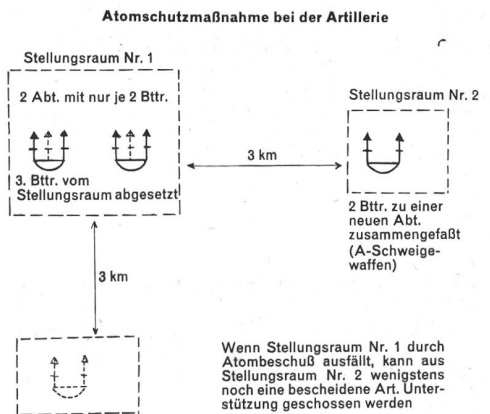 Atomschutzmaßnahme bei der Artillerie
Stellungsraum Nr. 1
2 Abt. mit nur je 2 Bttr.
3. Bttr. vom
Stellungsraum abgesetzt
3 km
Stellungsraum Nr. 2
2 Bttr. zu einer
neuen Abt.
zusammengefaßt
(A-Schweige-
waffen)
3 km
Wenn Stellungsraum Nr. 1 durch
Atombeschuß ausfällt, kann aus
Stellungsraum Nr. 2 wenigstens
noch eine bescheidene Art. Unter-
stützung geschossen werden